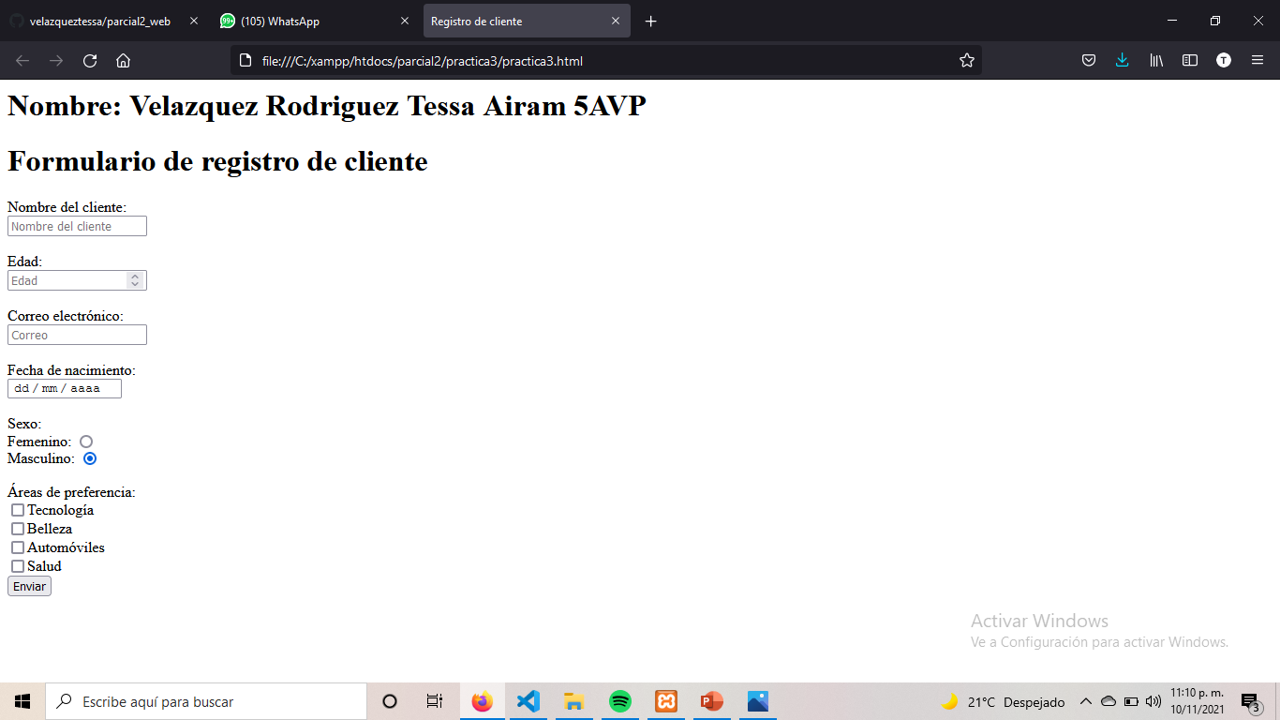 velazqueztessa/parcial2_web
99+
(105) WhatsApp
Registro de cliente
file:///C:/xampp/htdocs/parcial2/practica3/practica3.html
T
Nombre: Velazquez Rodriguez Tessa Airam 5AVP
Formulario de registro de cliente
Nombre del cliente:
Nombre del cliente
Edad:
Edad
Correo electrónico:
Correo
Fecha de nacimiento:
dd / mm / aaaa
Sexo:
Femenino:
Masculino:
Áreas de preferencia:
Tecnología
Belleza
Automóviles
Salud
Enviar
Activar Windows
Ve a Configuración para activar Windows.
Escribe aquí para buscar
21°C Despejado
11:10 p. m.
10/11/2021
3